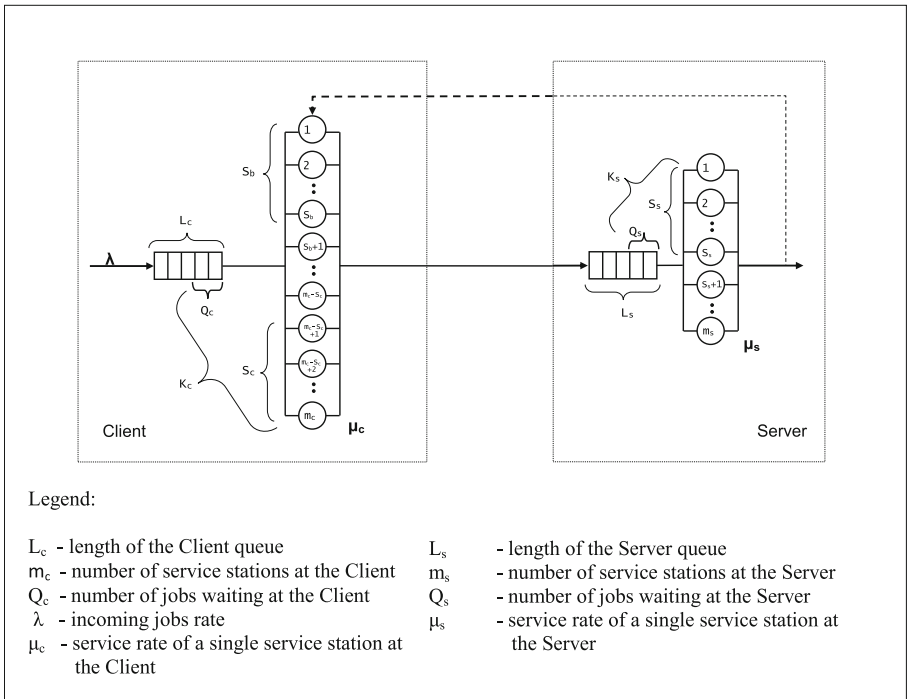 1
S_b
2
S_b
L_c
S_b+1
λ
m_c-S_c
Q_c
m_c-S_c
+1
m_c-S_c
+2
S_c
K_c
m_c
Client
μ_c
1
K_s
S_s
2
Q_s
S_s
S_s+1
L_s
m_s
μ_s
Server
Legend:
L_c - length of the Client queue
m_c - number of service stations at the Client
Q_c - number of jobs waiting at the Client
λ - incoming jobs rate
μ_c - service rate of a single service station at
the Client
L_s - length of the Server queue
m_s - number of service stations at the Server
Q_s - number of jobs waiting at the Server
μ_s - service rate of a single service station at
the Server